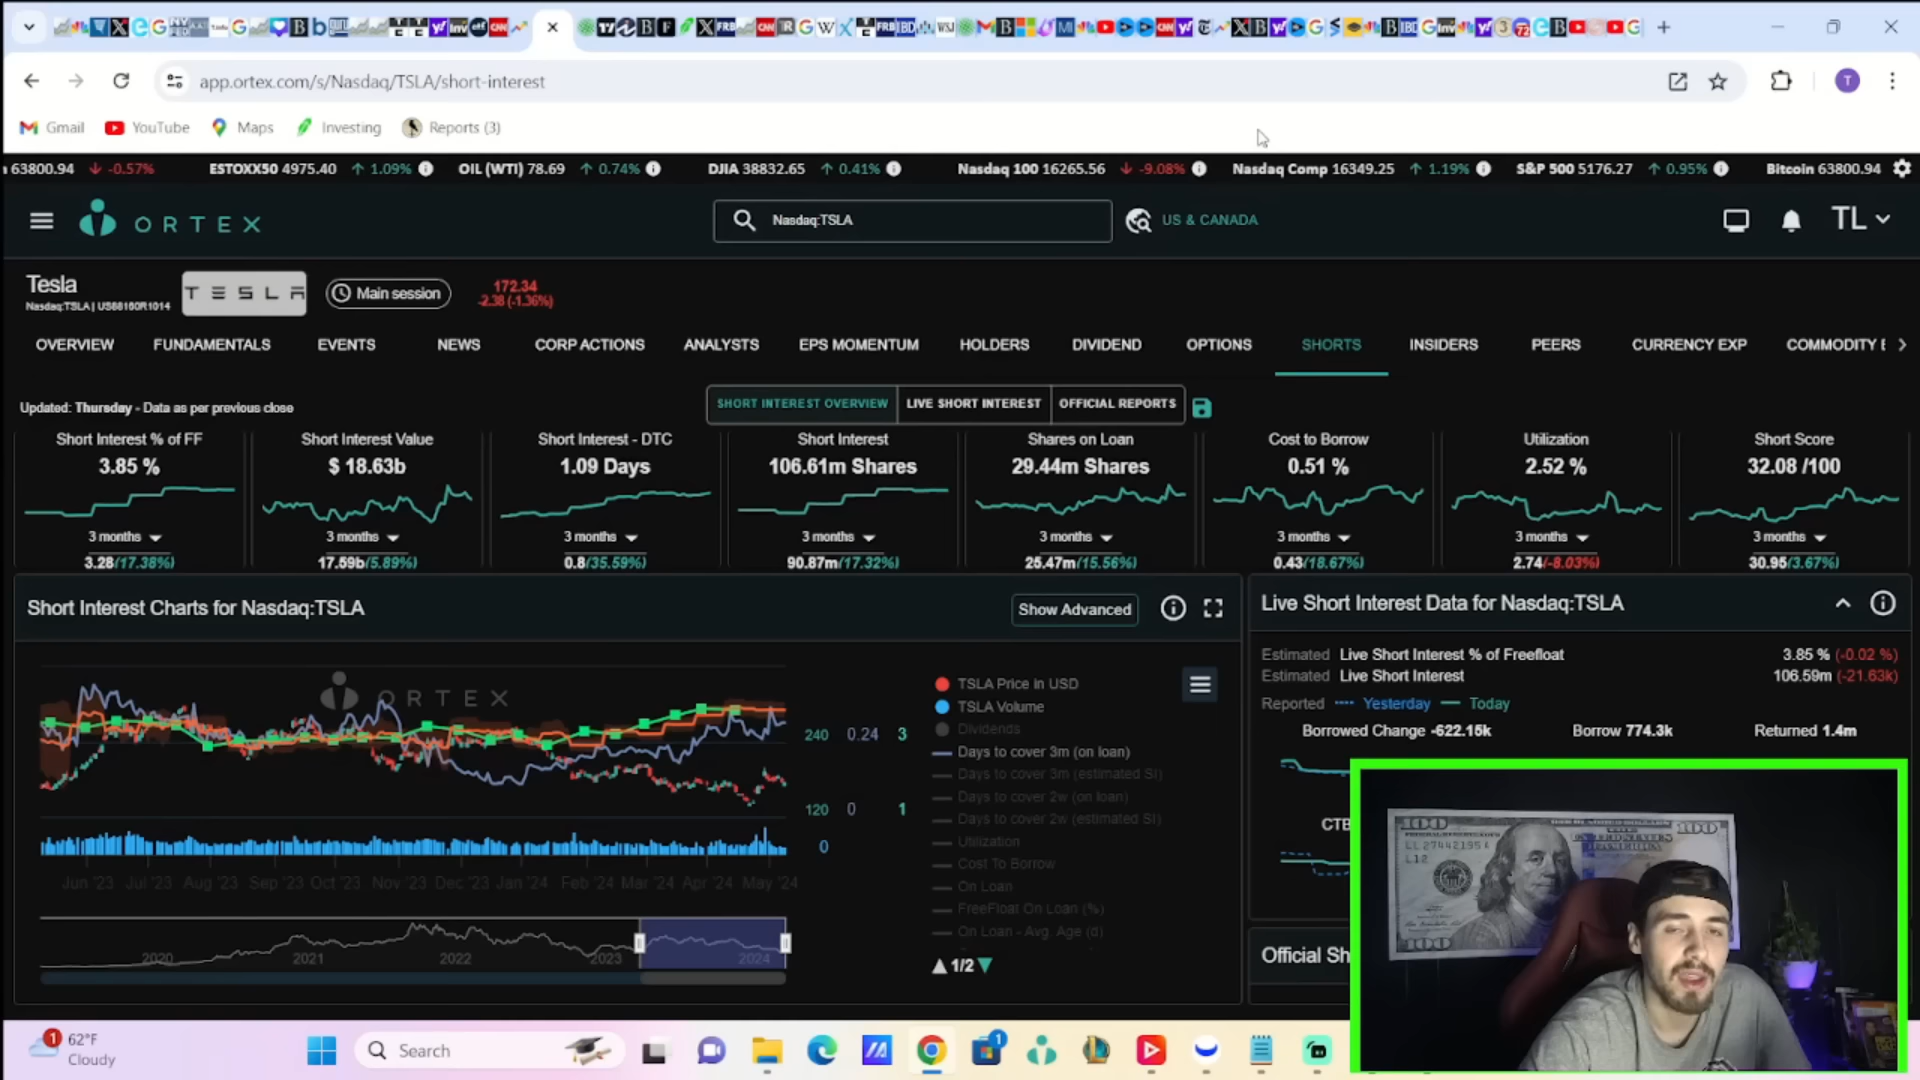 app.ortex.com/s/Nasdaq/TSLA/short-interest
T
Gmail YouTube Maps Investing Reports (3)
63800.94 -0.57% ESTOXX50 4975.40 ↑ 1.09% OIL (WTI) 78.69 ↑ 0.74% DJIA 38832.65 ↑ 0.41% Nasdaq 100 16265.56 ↓ -9.08% Nasdaq Comp 16349.25 ↑ 1.19% S&P 500 5176.27 ↑ 0.95% Bitcoin 63800.94
ORTEX Nasdaq:TSLA US & CANADA TL
Tesla
Nasdaq:TSLA | US88160R1014
TESLA
Main session
172.34
-2.38 (-1.36%)
OVERVIEW FUNDAMENTALS EVENTS NEWS CORP ACTIONS ANALYSTS EPS MOMENTUM HOLDERS DIVIDEND OPTIONS SHORTS INSIDERS PEERS CURRENCY EXP COMMODITY E
Updated: Thursday - Data as per previous close
SHORT INTEREST OVERVIEW LIVE SHORT INTEREST OFFICIAL REPORTS
Short Interest % of FF Short Interest Value Short Interest - DTC Short Interest Shares on Loan Cost to Borrow Utilization Short Score
3.85 % $ 18.63b 1.09 Days 106.61m Shares 29.44m Shares 0.51 % 2.52 % 32.08 /100
3 months 3 months 3 months 3 months 3 months 3 months 3 months 3 months
3.28(17.38%) 17.59b(5.89%) 0.8(35.59%) 90.87m(17.32%) 25.47m(15.56%) 0.43(18.67%) 2.74(-8.03%) 30.95(3.67%)
Short Interest Charts for Nasdaq:TSLA
Show Advanced
ORTEX
240 0.24 3
120 0 1
0
Jun '23 Jul '23 Aug '23 Sep '23 Oct '23 Nov '23 Dec '23 Jan '24 Feb '24 Mar '24 Apr '24 May '24
2020 2021 2022 2023 2024
TSLA Price in USD
TSLA Volume
Dividends
Days to cover 3m (on loan)
Days to cover 3m (estimated SI)
Days to cover 2w (on loan)
Days to cover 2w (estimated SI)
Utilization
Cost To Borrow
On Loan
FreeFloat On Loan (%)
On Loan - Avg. Age (d)
1/2
Live Short Interest Data for Nasdaq:TSLA
Estimated Live Short Interest % of Freefloat 3.85 % (-0.02 %)
Estimated Live Short Interest 106.59m (-21.63k)
Reported Yesterday Today
Borrowed Change -622.15k Borrow 774.3k Returned 1.4m
CTB
Official Sh
100 100
100
1 62°F
Cloudy
Search
1